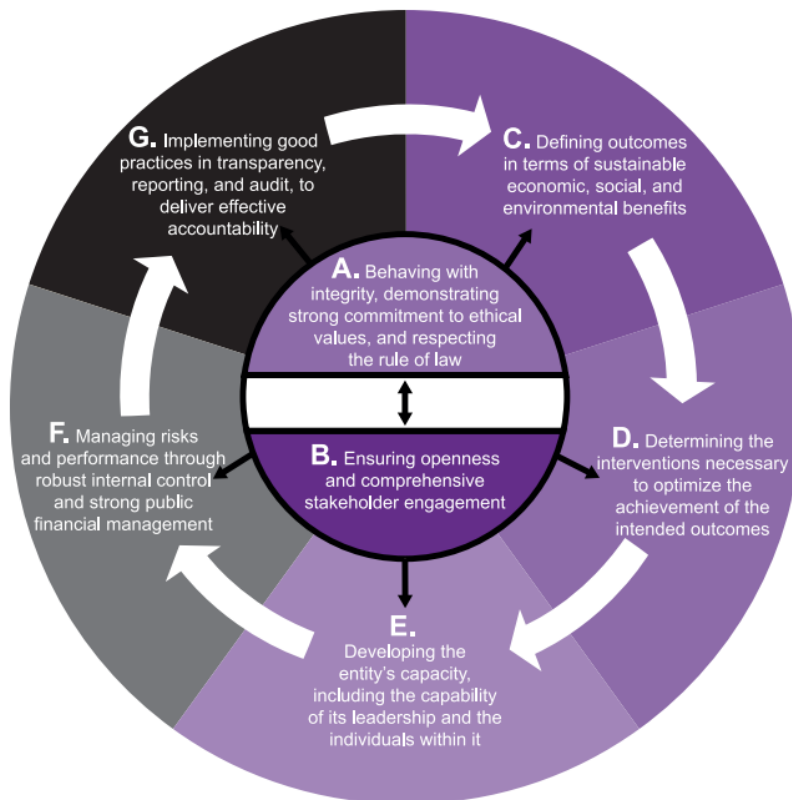 G. Implementing good
practices in transparency,
reporting, and audit, to
deliver effective
accountability
C. Defining outcomes
in terms of sustainable
economic, social, and
environmental benefits
A. Behaving with
integrity, demonstrating
strong commitment to ethical
values, and respecting
the rule of law
B. Ensuring openness
and comprehensive
stakeholder engagement
D. Determining the
interventions necessary
to optimize the
achievement of the
intended outcomes
E.
Developing the
entity’s capacity,
including the capability
of its leadership and the
individuals within it
F. Managing risks
and performance through
robust internal control
and strong public
financial management